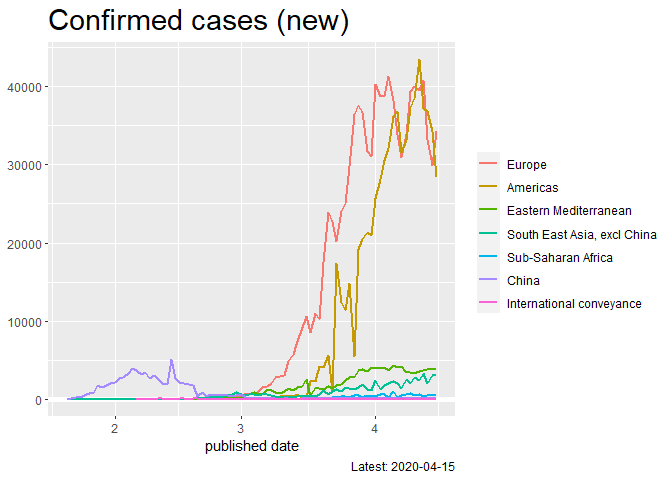 Confirmed cases (new)
40000
30000
20000
10000
0
2
3
4
published date
Europe
Americas
Eastern Mediterranean
South East Asia, excl China
Sub-Saharan Africa
China
International conveyance
Latest: 2020-04-15